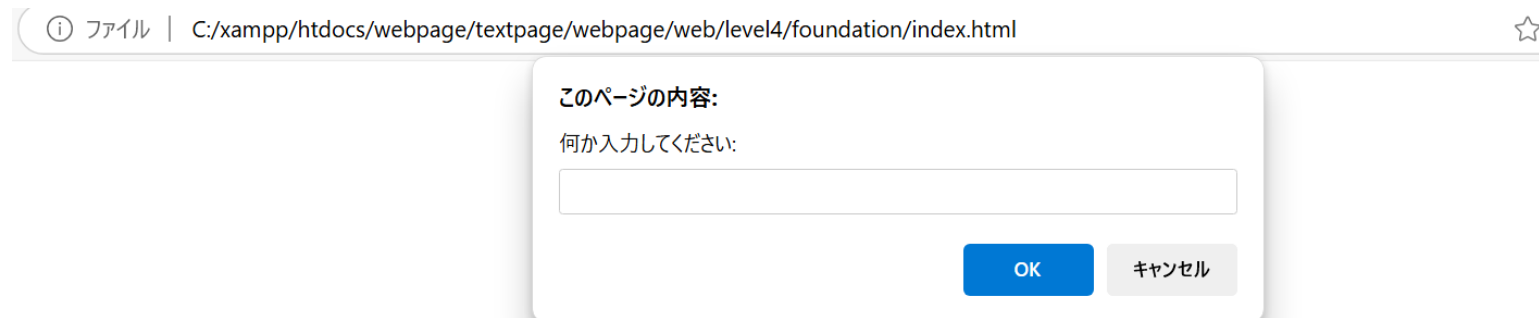 ファイル | C:/xampp/htdocs/webpage/textpage/webpage/web/level4/foundation/index.html
このページの内容:
何か入力してください:
OK キャンセル